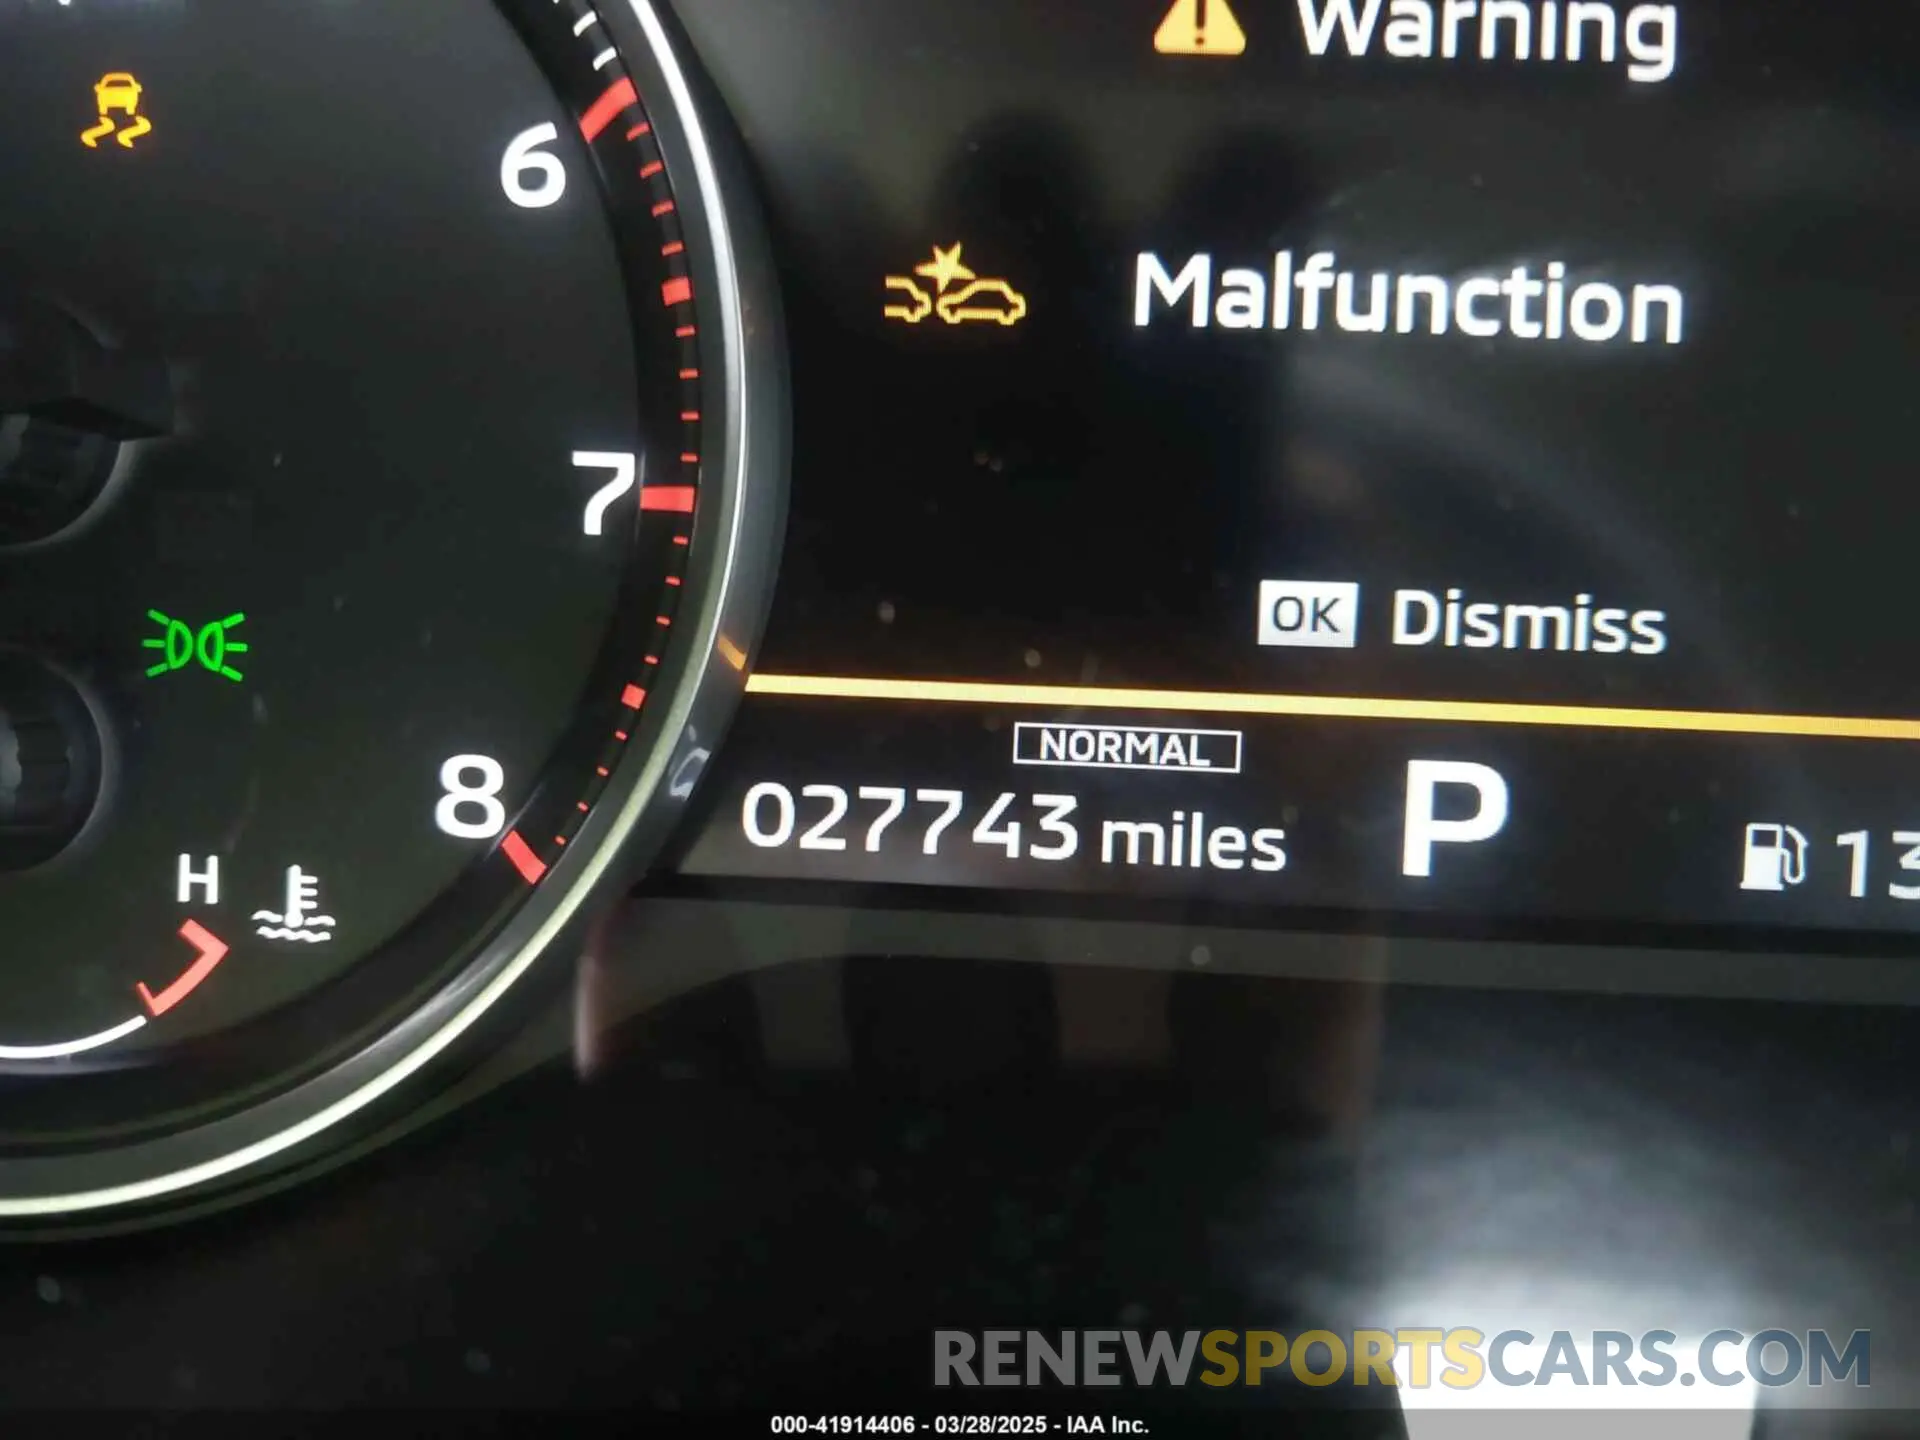 Warning
6
Malfunction
7
OK Dismiss
NORMAL
8
027743 miles P 13
H
RENEWSPORTSCARS.COM
000-41914406 - 03/28/2025 - IAA Inc.